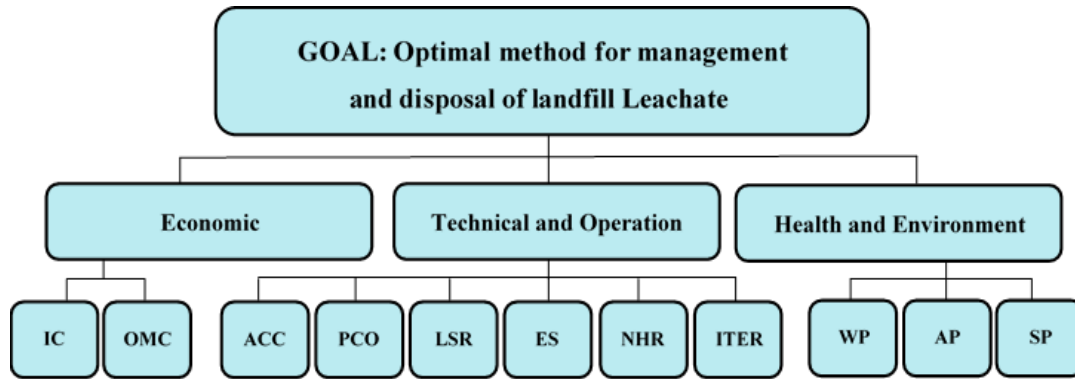 GOAL: Optimal method for management
and disposal of landfill Leachate
Economic
Technical and Operation
Health and Environment
IC
OMC
ACC
PCO
LSR
ES
NHR
ITER
WP
AP
SP